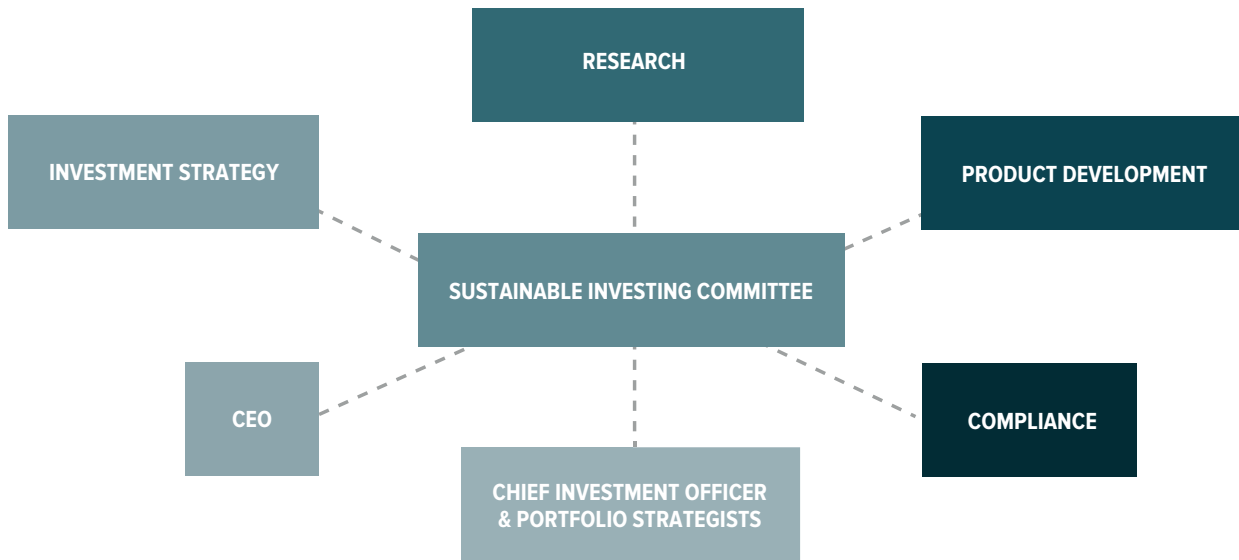 RESEARCH
INVESTMENT STRATEGY
PRODUCT DEVELOPMENT
SUSTAINABLE INVESTING COMMITTEE
CEO
COMPLIANCE
CHIEF INVESTMENT OFFICER
& PORTFOLIO STRATEGISTS